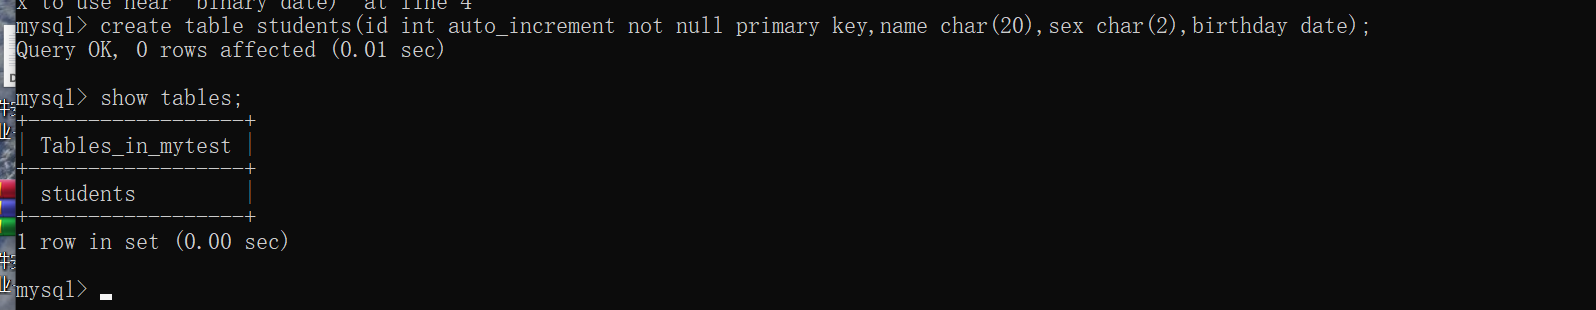 x to use near 'binary date)' at line 4
mysql> create table students(id int auto_increment not null primary key,name char(20),sex char(2),birthday date);
Query OK, 0 rows affected (0.01 sec)
mysql> show tables;
+------------------+
| Tables_in_mytest |
+------------------+
| students         |
+------------------+
1 row in set (0.00 sec)
mysql>